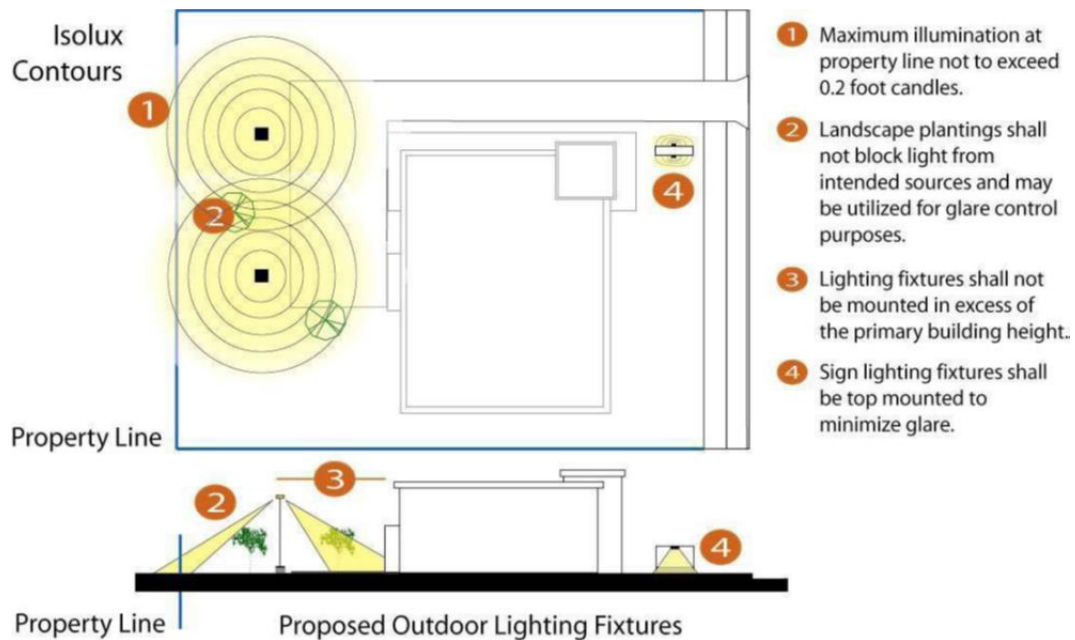 Isolux
Contours
1
2
4
Property Line
1 Maximum illumination at
property line not to exceed
0.2 foot candles.
2 Landscape plantings shall
not block light from
intended sources and may
be utilized for glare control
purposes.
3 Lighting fixtures shall not
be mounted in excess of
the primary building height..
4 Sign lighting fixtures shall
be top mounted to
minimize glare.
2
3
4
Property Line
Proposed Outdoor Lighting Fixtures